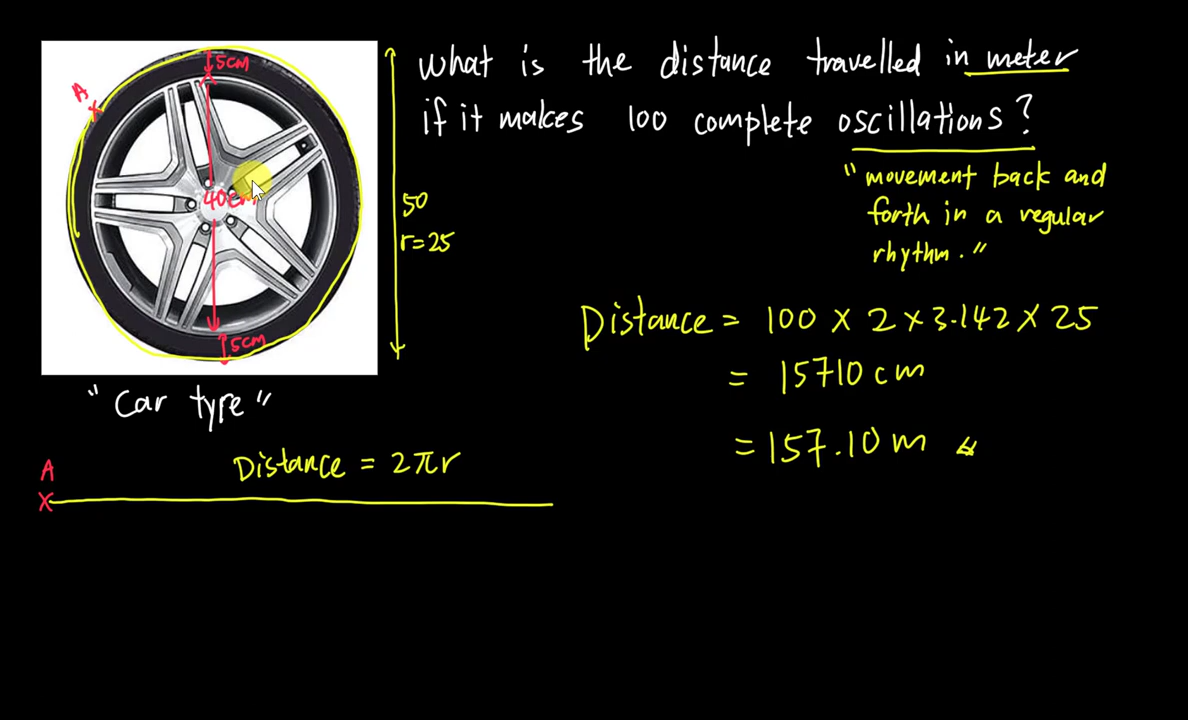 What is the distance travelled in meter
if it makes 100 complete oscillations?
"movement back and
forth in a regular
rhythm."
5cm
A
X
40cm
5cm
50
r=25
"Car tyre"
Distance = 100 × 2 × 3.142 × 25
= 15710 cm
= 157.10 m
A
X
Distance = 2πr